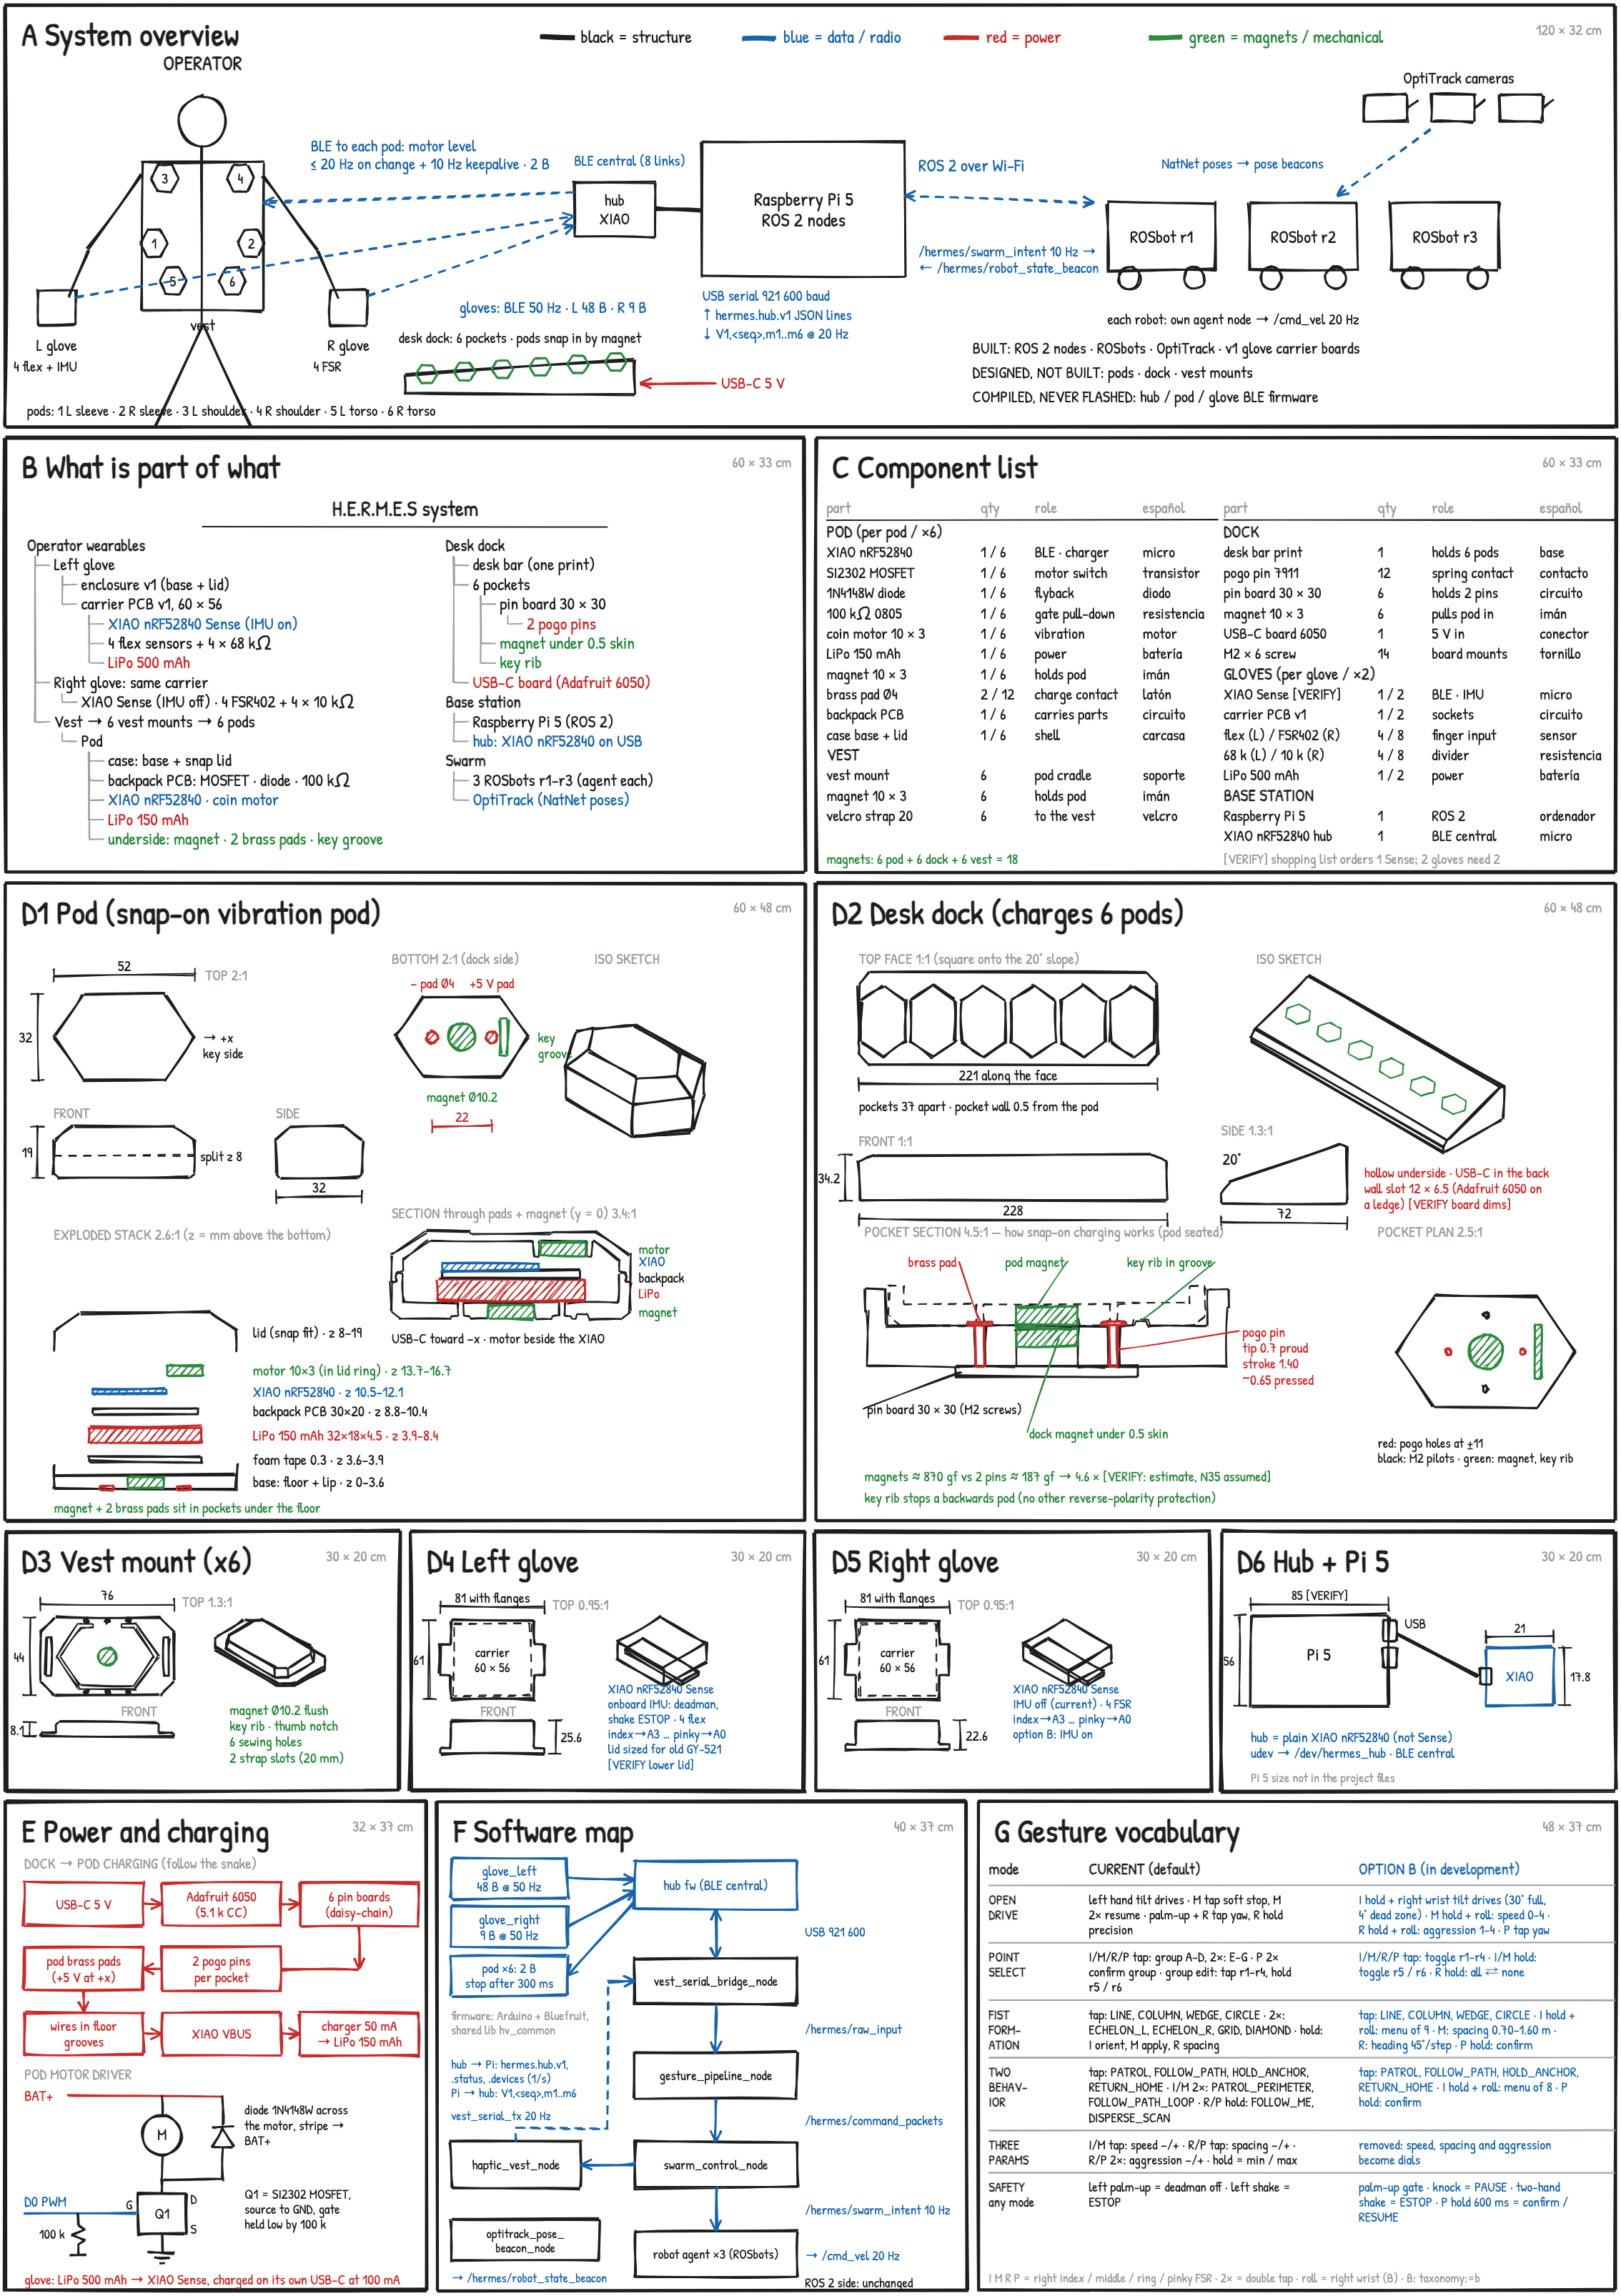 A System overview
OPERATOR
black = structure
blue = data / radio
red = power
green = magnets / mechanical
120 × 32 cm
OptiTrack cameras
BLE to each pod: motor level
≤ 20 Hz on change + 10 Hz keepalive · 2 B
BLE central (8 links)
ROS 2 over Wi-Fi
NatNet poses → pose beacons
3
4
1
2
5
6
hub
XIAO
Raspberry Pi 5
ROS 2 nodes
ROSbot r1
ROSbot r2
ROSbot r3
/hermes/swarm_intent 10 Hz →
← /hermes/robot_state_beacon
gloves: BLE 50 Hz · L 48 B · R 9 B
USB serial 921 600 baud
↑ hermes.hub.v1 JSON lines
↓ V1,<seq>,m1..m6 @ 20 Hz
vest
L glove
4 flex + IMU
R glove
4 FSR
desk dock: 6 pockets · pods snap in by magnet
USB-C 5 V
each robot: own agent node → /cmd_vel 20 Hz
BUILT: ROS 2 nodes · ROSbots · OptiTrack · v1 glove carrier boards
DESIGNED, NOT BUILT: pods · dock · vest mounts
COMPILED, NEVER FLASHED: hub / pod / glove BLE firmware
pods: 1 L sleeve · 2 R sleeve · 3 L shoulder · 4 R shoulder · 5 L torso · 6 R torso
B What is part of what
60 × 33 cm
H.E.R.M.E.S system
Operator wearables
Left glove
enclosure v1 (base + lid)
carrier PCB v1, 60 × 56
XIAO nRF52840 Sense (IMU on)
4 flex sensors + 4 × 68 kΩ
LiPo 500 mAh
Right glove: same carrier
XIAO Sense (IMU off) · 4 FSR402 + 4 × 10 kΩ
Vest → 6 vest mounts → 6 pods
Pod
case: base + snap lid
backpack PCB: MOSFET · diode · 100 kΩ
XIAO nRF52840 · coin motor
LiPo 150 mAh
underside: magnet · 2 brass pads · key groove
Desk dock
desk bar (one print)
6 pockets
pin board 30 × 30
2 pogo pins
magnet under 0.5 skin
key rib
USB-C board (Adafruit 6050)
Base station
Raspberry Pi 5 (ROS 2)
hub: XIAO nRF52840 on USB
Swarm
3 ROSbots r1–r3 (agent each)
OptiTrack (NatNet poses)
C Component list
60 × 33 cm
part qty role español
POD (per pod / ×6)
XIAO nRF52840 1 / 6 BLE · charger micro
SI2302 MOSFET 1 / 6 motor switch transistor
1N4148W diode 1 / 6 flyback diodo
100 kΩ 0805 1 / 6 gate pull-down resistencia
coin motor 10 × 3 1 / 6 vibration motor
LiPo 150 mAh 1 / 6 power batería
magnet 10 × 3 1 / 6 holds pod imán
brass pad Ø4 2 / 12 charge contact latón
backpack PCB 1 / 6 carries parts circuito
case base + lid 1 / 6 shell carcasa
VEST
vest mount 6 pod cradle soporte
magnet 10 × 3 6 holds pod imán
velcro strap 20 6 to the vest velcro
magnets: 6 pod + 6 dock + 6 vest = 18
part qty role español
DOCK
desk bar print 1 holds 6 pods base
pogo pin 7911 12 spring contact contacto
pin board 30 × 30 6 holds 2 pins circuito
magnet 10 × 3 6 pulls pod in imán
USB-C board 6050 1 5 V in conector
M2 × 6 screw 14 board mounts tornillo
GLOVES (per glove / ×2)
XIAO Sense [VERIFY] 1 / 2 BLE · IMU micro
carrier PCB v1 1 / 2 sockets circuito
flex (L) / FSR402 (R) 4 / 8 finger input sensor
68 k (L) / 10 k (R) 4 / 8 divider resistencia
LiPo 500 mAh 1 / 2 power batería
BASE STATION
Raspberry Pi 5 1 ROS 2 ordenador
XIAO nRF52840 hub 1 BLE central micro
[VERIFY] shopping list orders 1 Sense; 2 gloves need 2
D1 Pod (snap-on vibration pod)
60 × 48 cm
52
TOP 2:1
32
→ +x
key side
BOTTOM 2:1 (dock side)
– pad Ø4
+5 V pad
key
groove
magnet Ø10.2
22
ISO SKETCH
FRONT
19
split z 8
SIDE
32
EXPLODED STACK 2.6:1 (z = mm above the bottom)
SECTION through pads + magnet (y = 0) 3.4:1
motor
XIAO
backpack
LiPo
magnet
USB-C toward –x · motor beside the XIAO
lid (snap fit) · z 8–19
motor 10×3 (in lid ring) · z 13.7–16.7
XIAO nRF52840 · z 10.5–12.1
backpack PCB 30×20 · z 8.8–10.4
LiPo 150 mAh 32×18×4.5 · z 3.9–8.4
foam tape 0.3 · z 3.6–3.9
base: floor + lip · z 0–3.6
magnet + 2 brass pads sit in pockets under the floor
D2 Desk dock (charges 6 pods)
60 × 48 cm
TOP FACE 1:1 (square onto the 20° slope)
221 along the face
pockets 37 apart · pocket wall 0.5 from the pod
ISO SKETCH
FRONT 1:1
34.2
228
SIDE 1.3:1
20°
72
hollow underside · USB-C in the back
wall slot 12 × 6.5 (Adafruit 6050 on
a ledge) [VERIFY board dims]
POCKET SECTION 4.5:1 — how snap-on charging works (pod seated)
brass pad
pod magnet
key rib in groove
pogo pin
tip 0.7 proud
stroke 1.40
~0.65 pressed
pin board 30 × 30 (M2 screws)
dock magnet under 0.5 skin
POCKET PLAN 2.5:1
red: pogo holes at ±11
black: M2 pilots · green: magnet, key rib
magnets ≈ 870 gf vs 2 pins ≈ 187 gf → 4.6 × [VERIFY: estimate, N35 assumed]
key rib stops a backwards pod (no other reverse-polarity protection)
D3 Vest mount (x6)
30 × 20 cm
76
TOP 1.3:1
44
FRONT
8.1
magnet Ø10.2 flush
key rib · thumb notch
6 sewing holes
2 strap slots (20 mm)
D4 Left glove
30 × 20 cm
81 with flanges
TOP 0.95:1
61
carrier
60 × 56
FRONT
25.6
XIAO nRF52840 Sense
onboard IMU: deadman,
shake ESTOP · 4 flex
index→A3 … pinky→A0
lid sized for old GY-521
[VERIFY lower lid]
D5 Right glove
30 × 20 cm
81 with flanges
TOP 0.95:1
61
carrier
60 × 56
FRONT
22.6
XIAO nRF52840 Sense
IMU off (current) · 4 FSR
index→A3 … pinky→A0
option B: IMU on
D6 Hub + Pi 5
30 × 20 cm
85 [VERIFY]
56
Pi 5
USB
21
XIAO
17.8
hub = plain XIAO nRF52840 (not Sense)
udev → /dev/hermes_hub · BLE central
Pi 5 size not in the project files
E Power and charging
32 × 37 cm
DOCK → POD CHARGING (follow the snake)
USB-C 5 V
Adafruit 6050
(5.1 k CC)
6 pin boards
(daisy-chain)
pod brass pads
(+5 V at +x)
2 pogo pins
per pocket
wires in floor
grooves
XIAO VBUS
charger 50 mA
→ LiPo 150 mAh
POD MOTOR DRIVER
BAT+
M
diode 1N4148W across
the motor, stripe →
BAT+
D0 PWM
G
Q1
D
S
100 k
Q1 = SI2302 MOSFET,
source to GND, gate
held low by 100 k
glove: LiPo 500 mAh → XIAO Sense, charged on its own USB-C at 100 mA
F Software map
40 × 37 cm
glove_left
48 B @ 50 Hz
glove_right
9 B @ 50 Hz
pod ×6: 2 B
stop after 300 ms
hub fw (BLE central)
USB 921 600
vest_serial_bridge_node
firmware: Arduino + Bluefruit,
shared lib hv_common
/hermes/raw_input
hub → Pi: hermes.hub.v1,
.status, .devices (1/s)
Pi → hub: V1,<seq>,m1..m6
gesture_pipeline_node
vest_serial_tx 20 Hz
/hermes/command_packets
haptic_vest_node
swarm_control_node
/hermes/swarm_intent 10 Hz
optitrack_pose_
beacon_node
robot agent ×3 (ROSbots)
→ /cmd_vel 20 Hz
→ /hermes/robot_state_beacon
ROS 2 side: unchanged
G Gesture vocabulary
48 × 37 cm
mode
CURRENT (default)
OPTION B (in development)
OPEN
DRIVE
left hand tilt drives · M tap soft stop, M
2× resume · palm-up + R tap yaw, R hold
precision
I hold + right wrist tilt drives (30° full,
4° dead zone) · M hold + roll: speed 0–4 ·
R hold + roll: aggression 1–4 · P tap yaw
POINT
SELECT
I/M/R/P tap: group A–D, 2×: E–G · P 2×
confirm group · group edit: tap r1–r4, hold
r5 / r6
I/M/R/P tap: toggle r1–r4 · I/M hold:
toggle r5 / r6 · R hold: all ⇄ none
FIST
FORM–
ATION
tap: LINE, COLUMN, WEDGE, CIRCLE · 2×:
ECHELON_L, ECHELON_R, GRID, DIAMOND · hold:
I orient, M apply, R spacing
tap: LINE, COLUMN, WEDGE, CIRCLE · I hold +
roll: menu of 9 · M: spacing 0.70–1.60 m ·
R: heading 45°/step · P hold: confirm
TWO
BEHAV–
IOR
tap: PATROL, FOLLOW_PATH, HOLD_ANCHOR,
RETURN_HOME · I/M 2×: PATROL_PERIMETER,
FOLLOW_PATH_LOOP · R/P hold: FOLLOW_ME,
DISPERSE_SCAN
tap: PATROL, FOLLOW_PATH, HOLD_ANCHOR,
RETURN_HOME · I hold + roll: menu of 8 · P
hold: confirm
THREE
PARAMS
I/M tap: speed –/+ · R/P tap: spacing –/+ ·
R/P 2×: aggression –/+ · hold = min / max
removed: speed, spacing and aggression
become dials
SAFETY
any mode
left palm-up = deadman off · left shake =
ESTOP
palm-up gate · knock = PAUSE · two-hand
shake = ESTOP · P hold 600 ms = confirm /
RESUME
I M R P = right index / middle / ring / pinky FSR · 2× = double tap · roll = right wrist (B) · B: taxonomy:=b